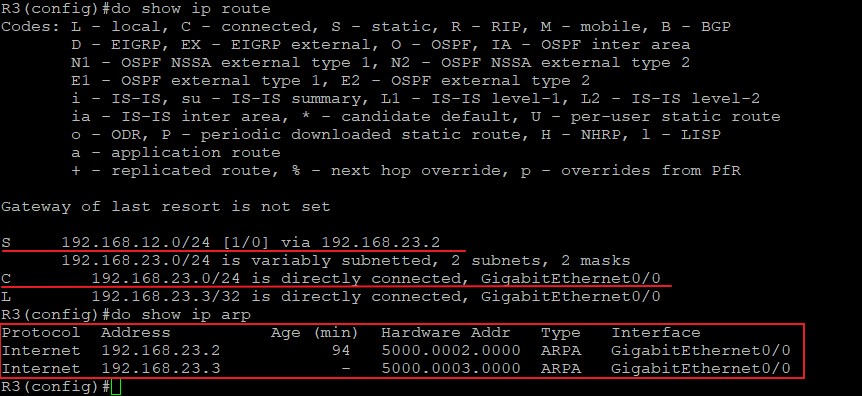 R3(config)#do show ip route
Codes: L - local, C - connected, S - static, R - RIP, M - mobile, B - BGP
D - EIGRP, EX - EIGRP external, O - OSPF, IA - OSPF inter area
N1 - OSPF NSSA external type 1, N2 - OSPF NSSA external type 2
E1 - OSPF external type 1, E2 - OSPF external type 2
i - IS-IS, su - IS-IS summary, L1 - IS-IS level-1, L2 - IS-IS level-2
ia - IS-IS inter area, * - candidate default, U - per-user static route
o - ODR, P - periodic downloaded static route, H - NHRP, l - LISP
a - application route
+ - replicated route, % - next hop override, p - overrides from PfR
Gateway of last resort is not set
S 192.168.12.0/24 [1/0] via 192.168.23.2
192.168.23.0/24 is variably subnetted, 2 subnets, 2 masks
C 192.168.23.0/24 is directly connected, GigabitEthernet0/0
L 192.168.23.3/32 is directly connected, GigabitEthernet0/0
R3(config)#do show ip arp
Protocol Address Age (min) Hardware Addr Type Interface
Internet 192.168.23.2 94 5000.0002.0000 ARPA GigabitEthernet0/0
Internet 192.168.23.3 - 5000.0003.0000 ARPA GigabitEthernet0/0
R3(config)#